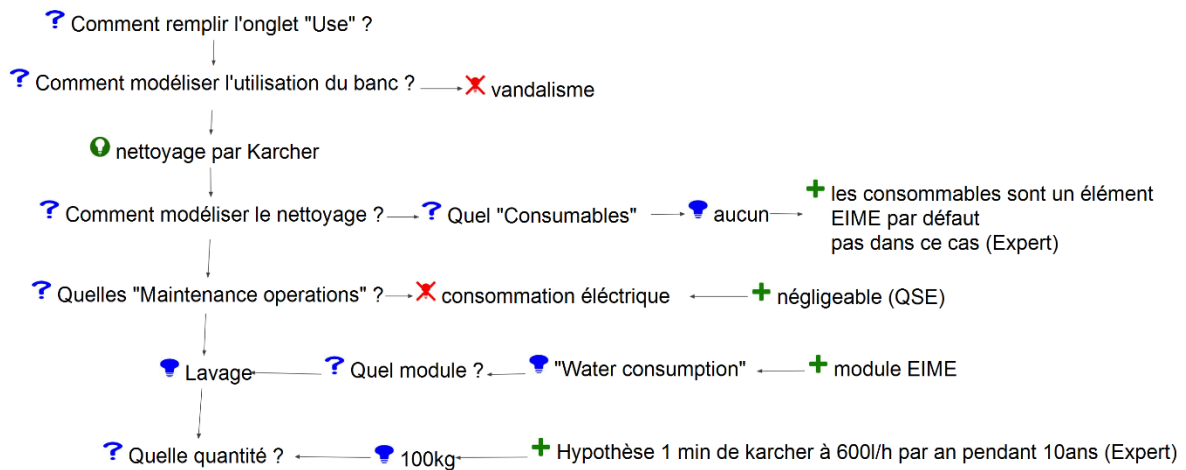 Comment remplir l'onglet "Use" ?
Comment modéliser l'utilisation du banc ? vandalisme
nettoyage par Karcher
Comment modéliser le nettoyage ? Quel "Consumables" aucun les consommables sont un élément
EIME par défaut
pas dans ce cas (Expert)
Quelles "Maintenance operations" ? consommation éléctrique négligeable (QSE)
Lavage Quel module ? "Water consumption" module EIME
Quelle quantité ? 100kg Hypothèse 1 min de karcher à 600l/h par an pendant 10ans (Expert)